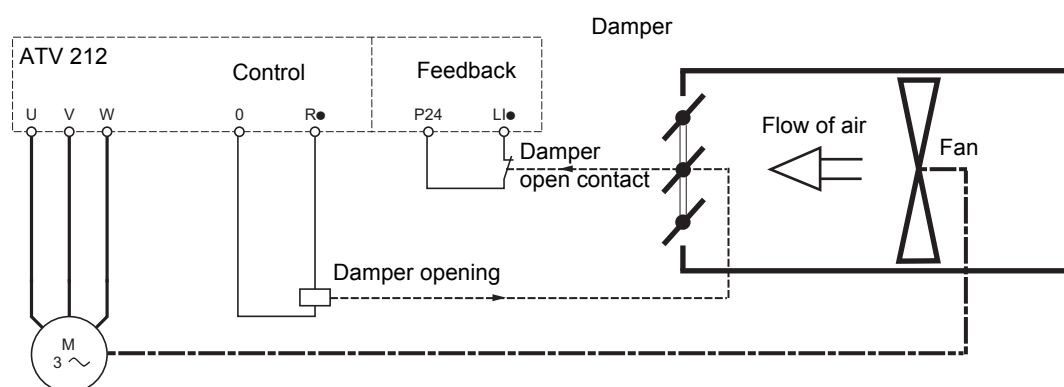 Damper
ATV 212
Control
Feedback
U V W 0 R● P24 LI●
Flow of air
Fan
Damper
open contact
Damper opening
M
3 ~